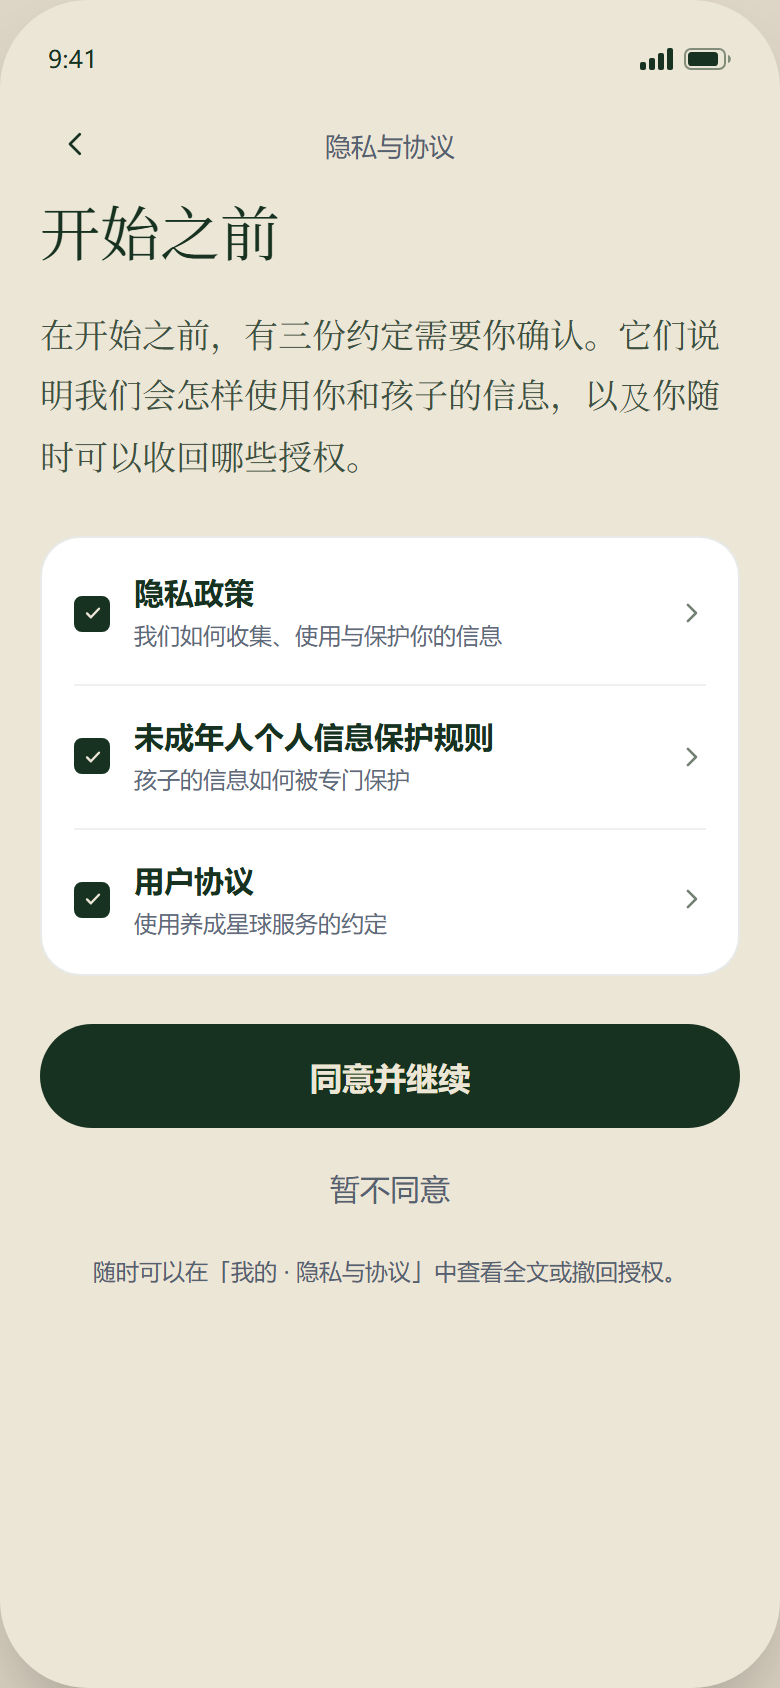 9:41
隐私与协议
开始之前
在开始之前，有三份约定需要你确认。它们说
明我们会怎样使用你和孩子的信息，以及你随
时可以收回哪些授权。
隐私政策
我们如何收集、使用与保护你的信息
未成年人个人信息保护规则
孩子的信息如何被专门保护
用户协议
使用养成星球服务的约定
同意并继续
暂不同意
随时可以在「我的 · 隐私与协议」中查看全文或撤回授权。